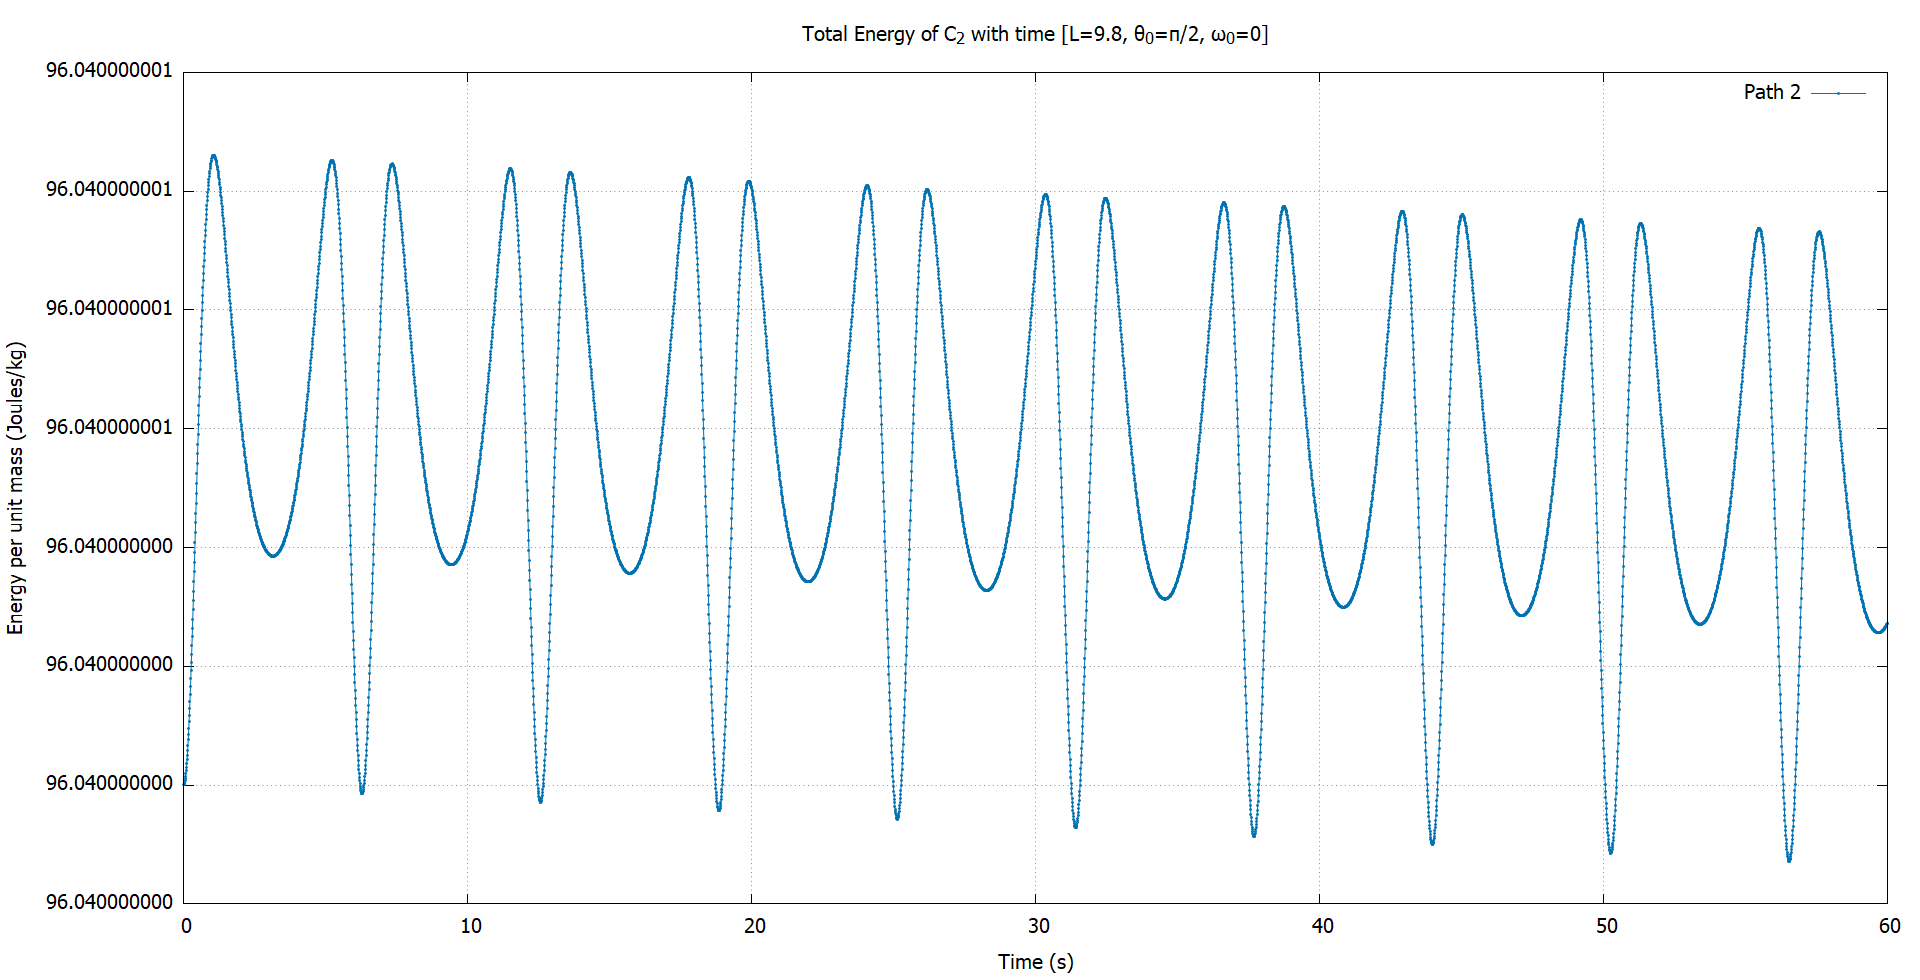 Total Energy of C₂ with time [L=9.8, θ₀=π/2, ω₀=0]
Path 2
96.040000001
96.040000001
96.040000001
96.040000001
96.040000000
96.040000000
96.040000000
96.040000000
Energy per unit mass (Joules/kg)
0 10 20 30 40 50 60
Time (s)